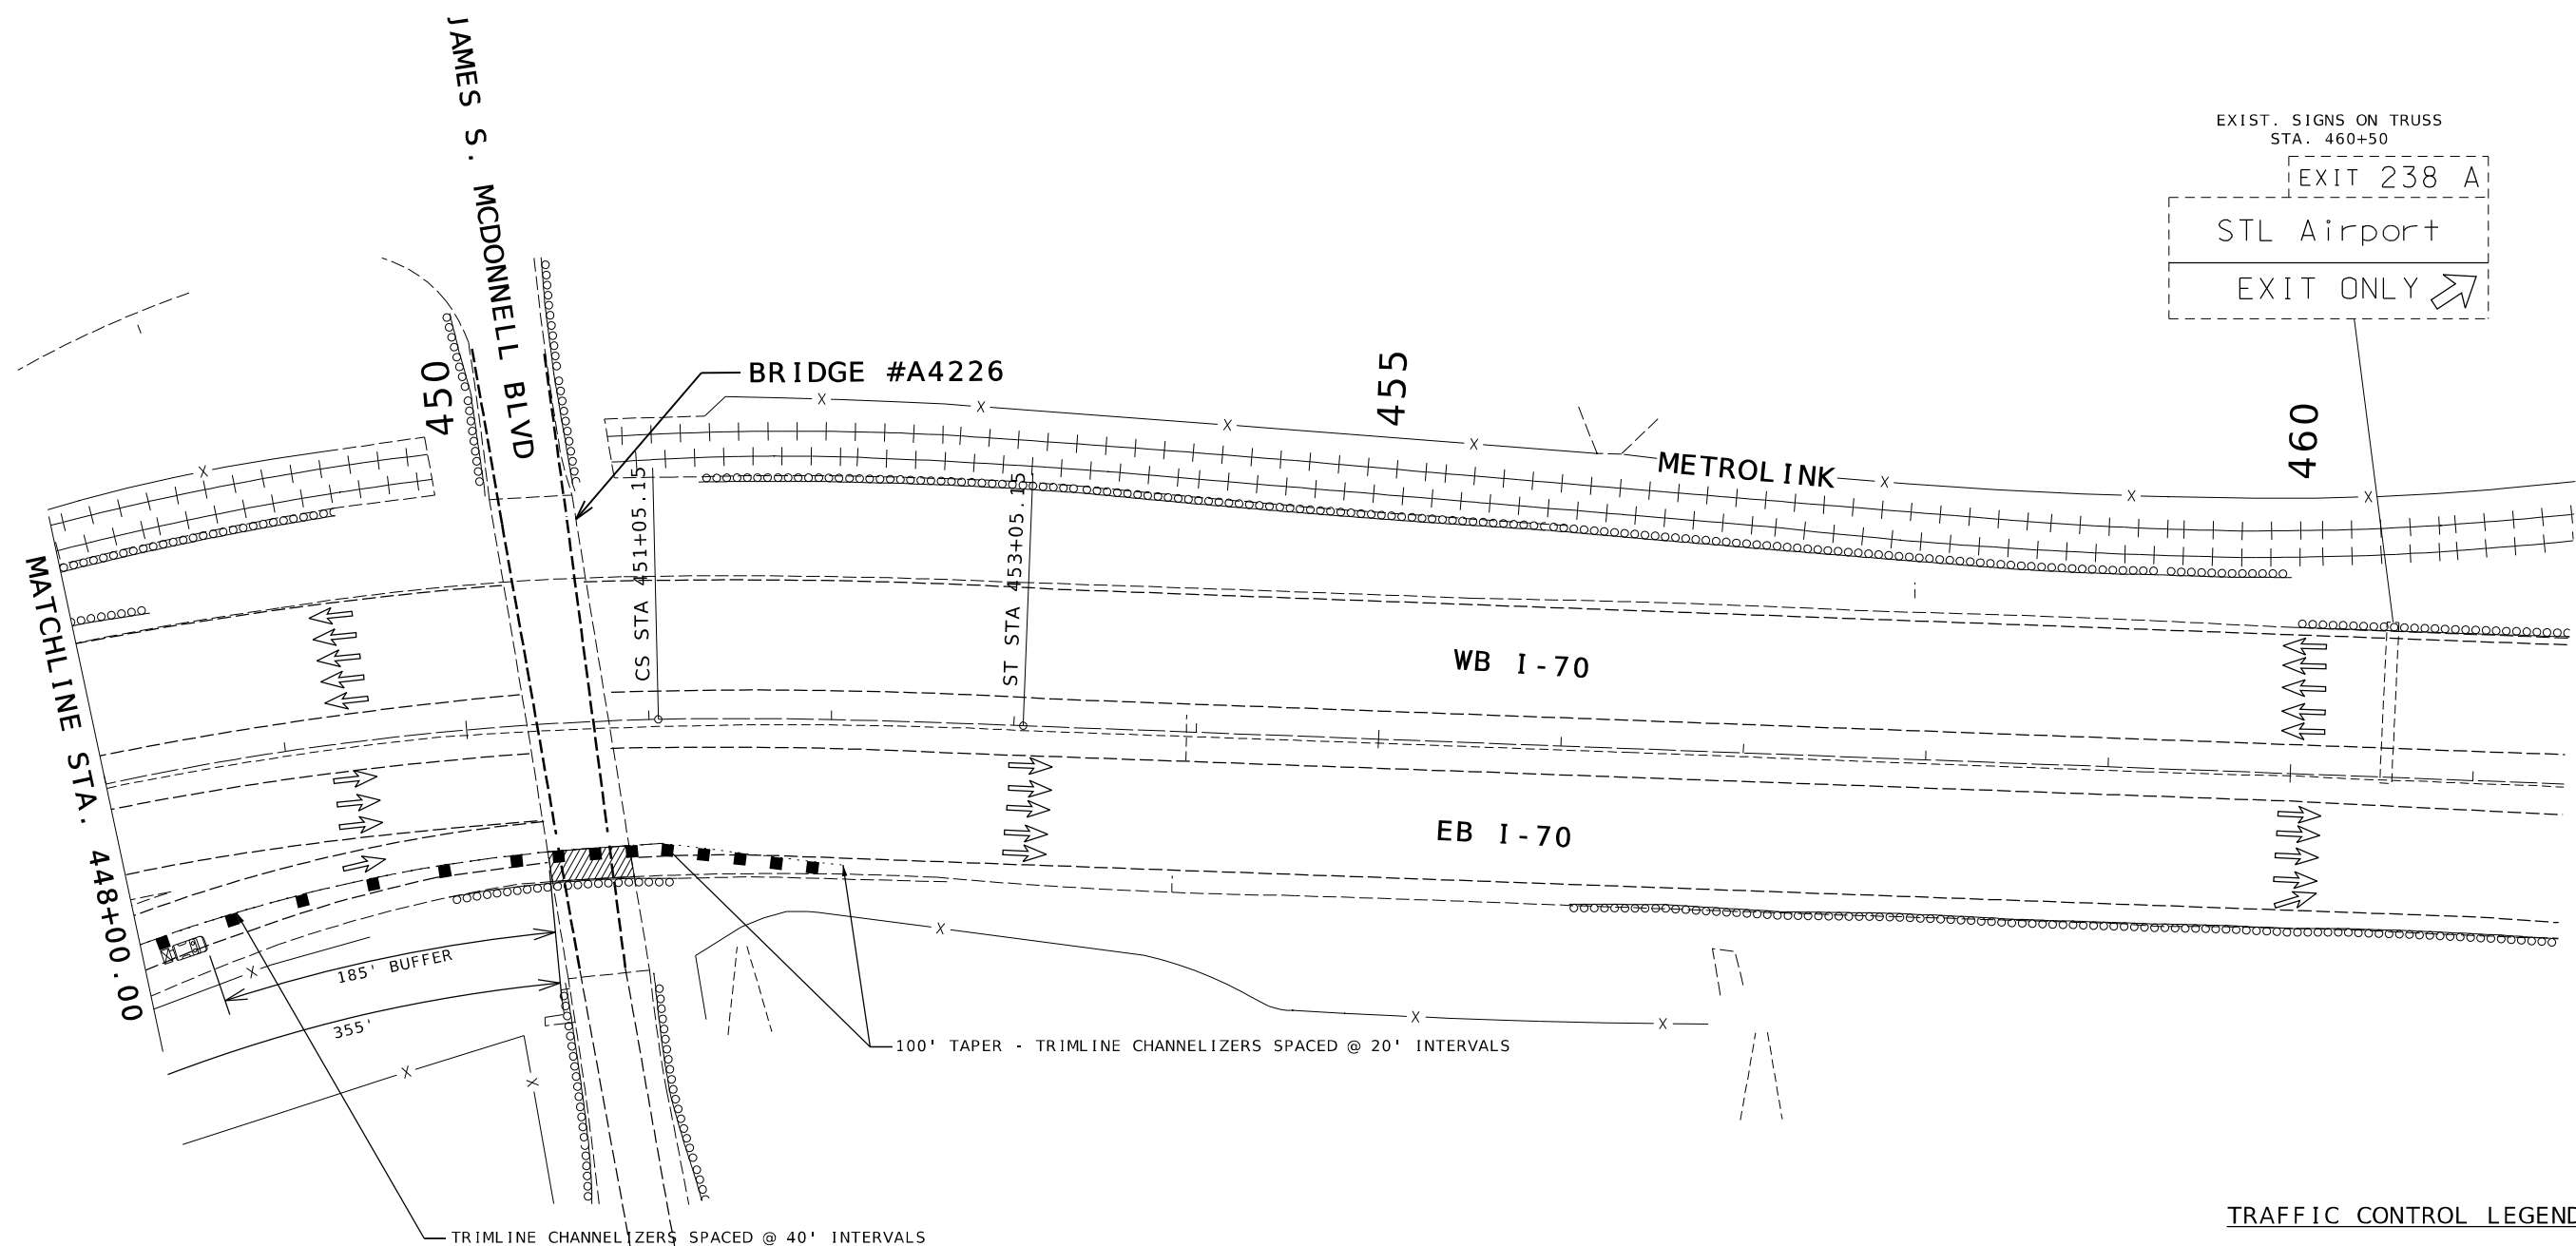 JAMES S. MCDONNELL BLVD
EXIST. SIGNS ON TRUSS
STA. 460+50
EXIT 238 A
STL Airport
EXIT ONLY
450
BRIDGE #A4226
455
460
METROLINK
MATCHLINE STA. 448+00.00
CS STA 451+05.15
ST STA 453+05.15
WB I-70
EB I-70
185' BUFFER
355'
100' TAPER - TRIMLINE CHANNELIZERS SPACED @ 20' INTERVALS
TRIMLINE CHANNELIZERS SPACED @ 40' INTERVALS
TRAFFIC CONTROL LEGEND